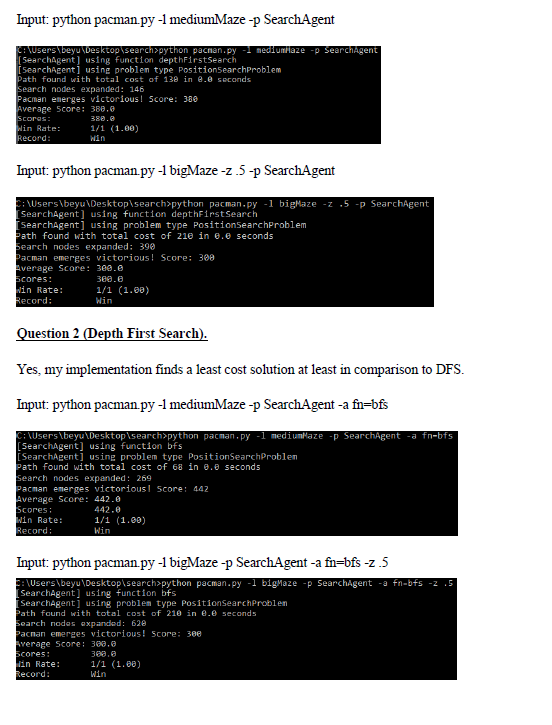 Input: python pacman.py -l mediumMaze -p SearchAgent
C:\Users\beyu\Desktop\search>python pacman.py -l mediumMaze -p SearchAgent
[SearchAgent] using function depthFirstSearch
[SearchAgent] using problem type PositionSearchProblem
Path found with total cost of 130 in 0.0 seconds
Search nodes expanded: 146
Pacman emerges victorious! Score: 380
Average Score: 380.0
Scores: 380.0
Win Rate: 1/1 (1.00)
Record: Win
Input: python pacman.py -l bigMaze -z .5 -p SearchAgent
C:\Users\beyu\Desktop\search>python pacman.py -l bigMaze -z .5 -p SearchAgent
[SearchAgent] using function depthFirstSearch
[SearchAgent] using problem type PositionSearchProblem
Path found with total cost of 210 in 0.0 seconds
Search nodes expanded: 390
Pacman emerges victorious! Score: 300
Average Score: 300.0
Scores: 300.0
Win Rate: 1/1 (1.00)
Record: Win
Question 2 (Depth First Search).
Yes, my implementation finds a least cost solution at least in comparison to DFS.
Input: python pacman.py -l mediumMaze -p SearchAgent -a fn=bfs
C:\Users\beyu\Desktop\search>python pacman.py -l mediumMaze -p SearchAgent -a fn=bfs
[SearchAgent] using function bfs
[SearchAgent] using problem type PositionSearchProblem
Path found with total cost of 68 in 0.0 seconds
Search nodes expanded: 269
Pacman emerges victorious! Score: 442
Average Score: 442.0
Scores: 442.0
Win Rate: 1/1 (1.00)
Record: Win
Input: python pacman.py -l bigMaze -p SearchAgent -a fn=bfs -z .5
C:\Users\beyu\Desktop\search>python pacman.py -l bigMaze -p SearchAgent -a fn=bfs -z .5
[SearchAgent] using function bfs
[SearchAgent] using problem type PositionSearchProblem
Path found with total cost of 210 in 0.0 seconds
Search nodes expanded: 620
Pacman emerges victorious! Score: 300
Average Score: 300.0
Scores: 300.0
Win Rate: 1/1 (1.00)
Record: Win